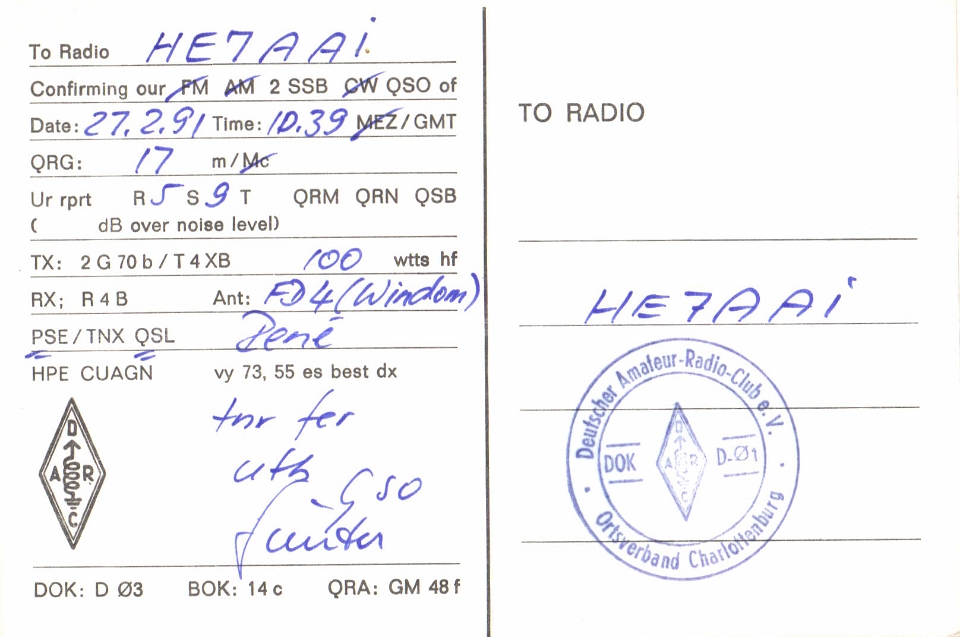 To Radio HE7AAi
Confirming our FM AM 2 SSB CW QSO of
Date: 27.2.91 Time: 10.39 MEZ/GMT
QRG: 17 m/Mc
Ur rprt R 5 S 9 T QRM QRN QSB
( dB over noise level)
TX: 2 G 70 b / T 4 XB 100 wtts hf
RX; R 4 B Ant: FD4 (Windom)
PSE/TNX QSL René
HPE CUAGN vy 73, 55 es best dx
tnx fer
QSO
Günter
D
A R
C
DOK: D Ø3 BOK: 14 c QRA: GM 48 f
TO RADIO
HE7AAi
Deutscher Amateur-Radio-Club e.V.
DOK D-Ø1
D
A R
C
Ortsverband Charlottenburg